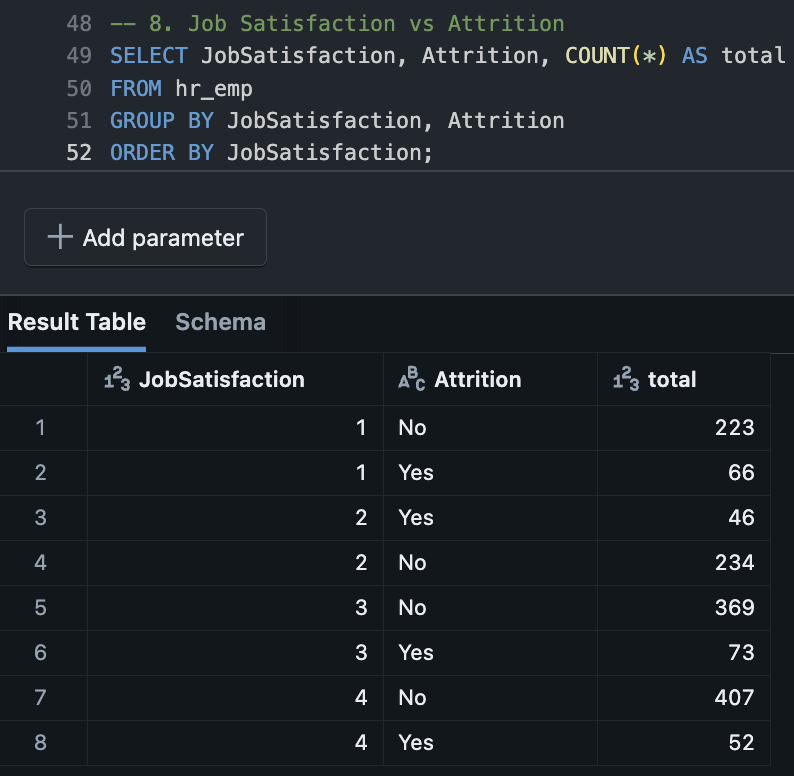 48 -- 8. Job Satisfaction vs Attrition
49 SELECT JobSatisfaction, Attrition, COUNT(*) AS total
50 FROM hr_emp
51 GROUP BY JobSatisfaction, Attrition
52 ORDER BY JobSatisfaction;
+ Add parameter
Result Table Schema
123 JobSatisfaction ABC Attrition 123 total
1 1 No 223
2 1 Yes 66
3 2 Yes 46
4 2 No 234
5 3 No 369
6 3 Yes 73
7 4 No 407
8 4 Yes 52